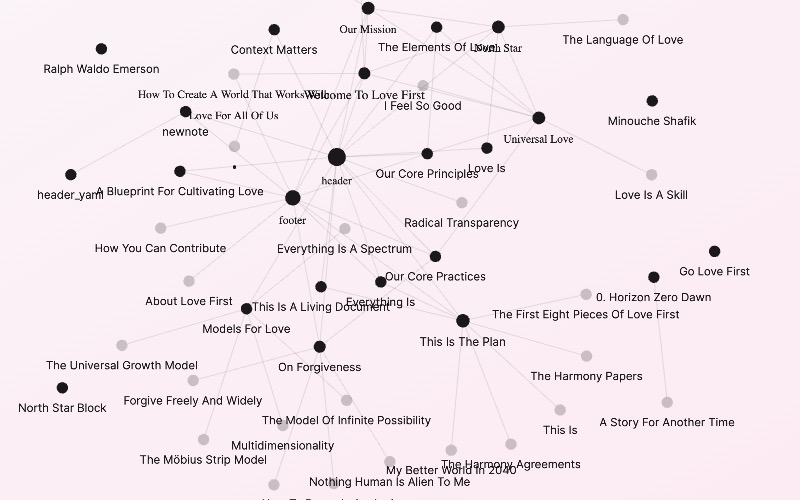 Our Mission
The Elements Of Love
North Star
The Language Of Love
Context Matters
Ralph Waldo Emerson
How To Create A World That Works
Welcome To Love First
I Feel So Good
Love For All Of Us
newnote
Minouche Shafik
Universal Love
Our Core Principles
Love Is
header
header_yaml
A Blueprint For Cultivating Love
Love Is A Skill
footer
Radical Transparency
How You Can Contribute
Everything Is A Spectrum
Our Core Practices
Go Love First
About Love First
This Is A Living Document
Everything Is
0. Horizon Zero Dawn
The First Eight Pieces Of Love First
Models For Love
This Is The Plan
The Universal Growth Model
On Forgiveness
The Harmony Papers
North Star Block
Forgive Freely And Widely
The Model Of Infinite Possibility
This Is
A Story For Another Time
Multidimensionality
The Möbius Strip Model
The Harmony Agreements
My Better World In 2040
Nothing Human Is Alien To Me